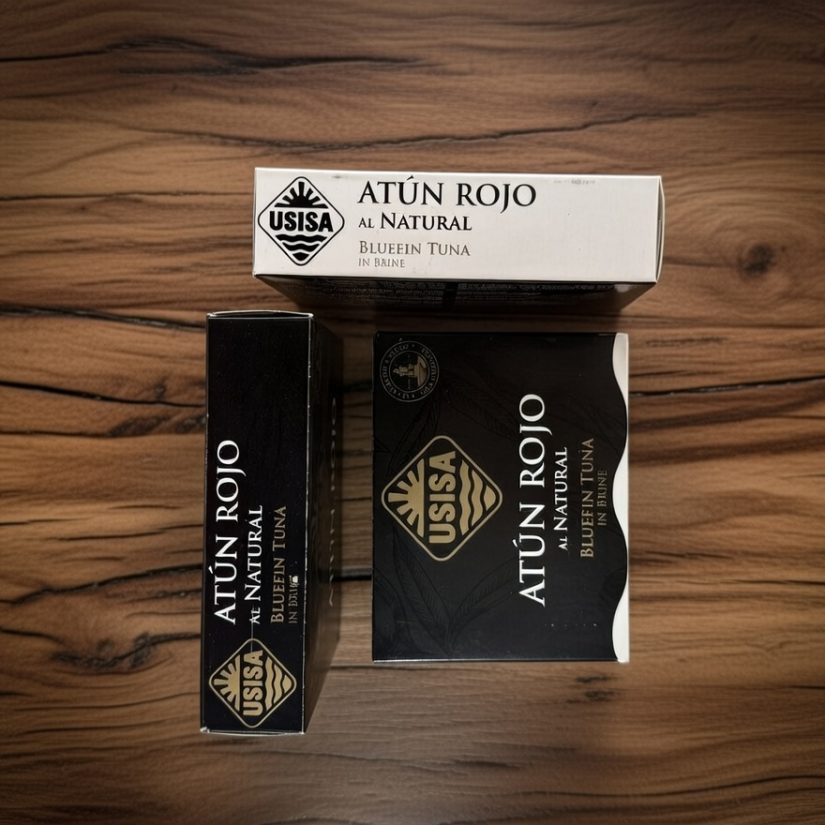 USISA
ATÚN ROJO
AL NATURAL
BLUEFIN TUNA
IN BRINE
ATÚN ROJO
AL NATURAL
BLUEFIN TUNA
IN BRINE
USISA
USISA
ATÚN ROJO
AL NATURAL
BLUEFIN TUNA
IN BRINE